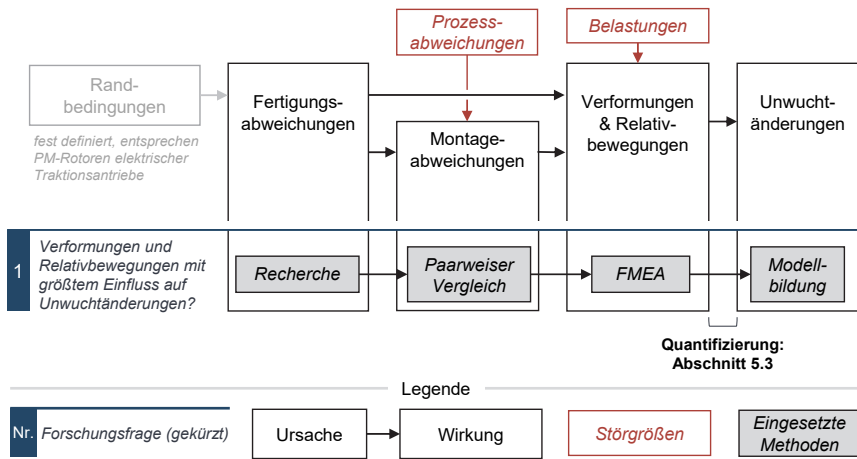 Prozess-
abweichungen
Belastungen
Rand-
bedingungen
fest definiert, entsprechen
PM-Rotoren elektrischer
Traktionsantriebe
Fertigungs-
abweichungen
Montage-
abweichungen
Verformungen
& Relativ-
bewegungen
Unwucht-
änderungen
1
Verformungen und
Relativbewegungen mit
größtem Einfluss auf
Unwuchtänderungen?
Recherche
Paarweiser
Vergleich
FMEA
Modell-
bildung
Quantifizierung:
Abschnitt 5.3
Legende
Nr.
Forschungsfrage (gekürzt)
Ursache
Wirkung
Störgrößen
Eingesetzte
Methoden